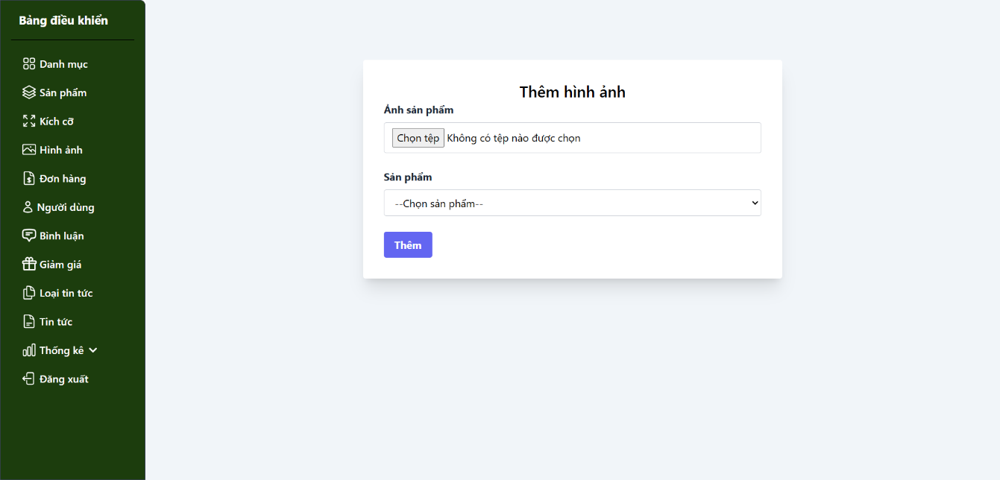 Bảng điều khiển
Danh mục
Sản phẩm
Kích cỡ
Hình ảnh
Đơn hàng
Người dùng
Bình luận
Giảm giá
Loại tin tức
Tin tức
Thống kê
Đăng xuất
Thêm hình ảnh
Ảnh sản phẩm
Chọn tệp Không có tệp nào được chọn
Sản phẩm
--Chọn sản phẩm--
Thêm